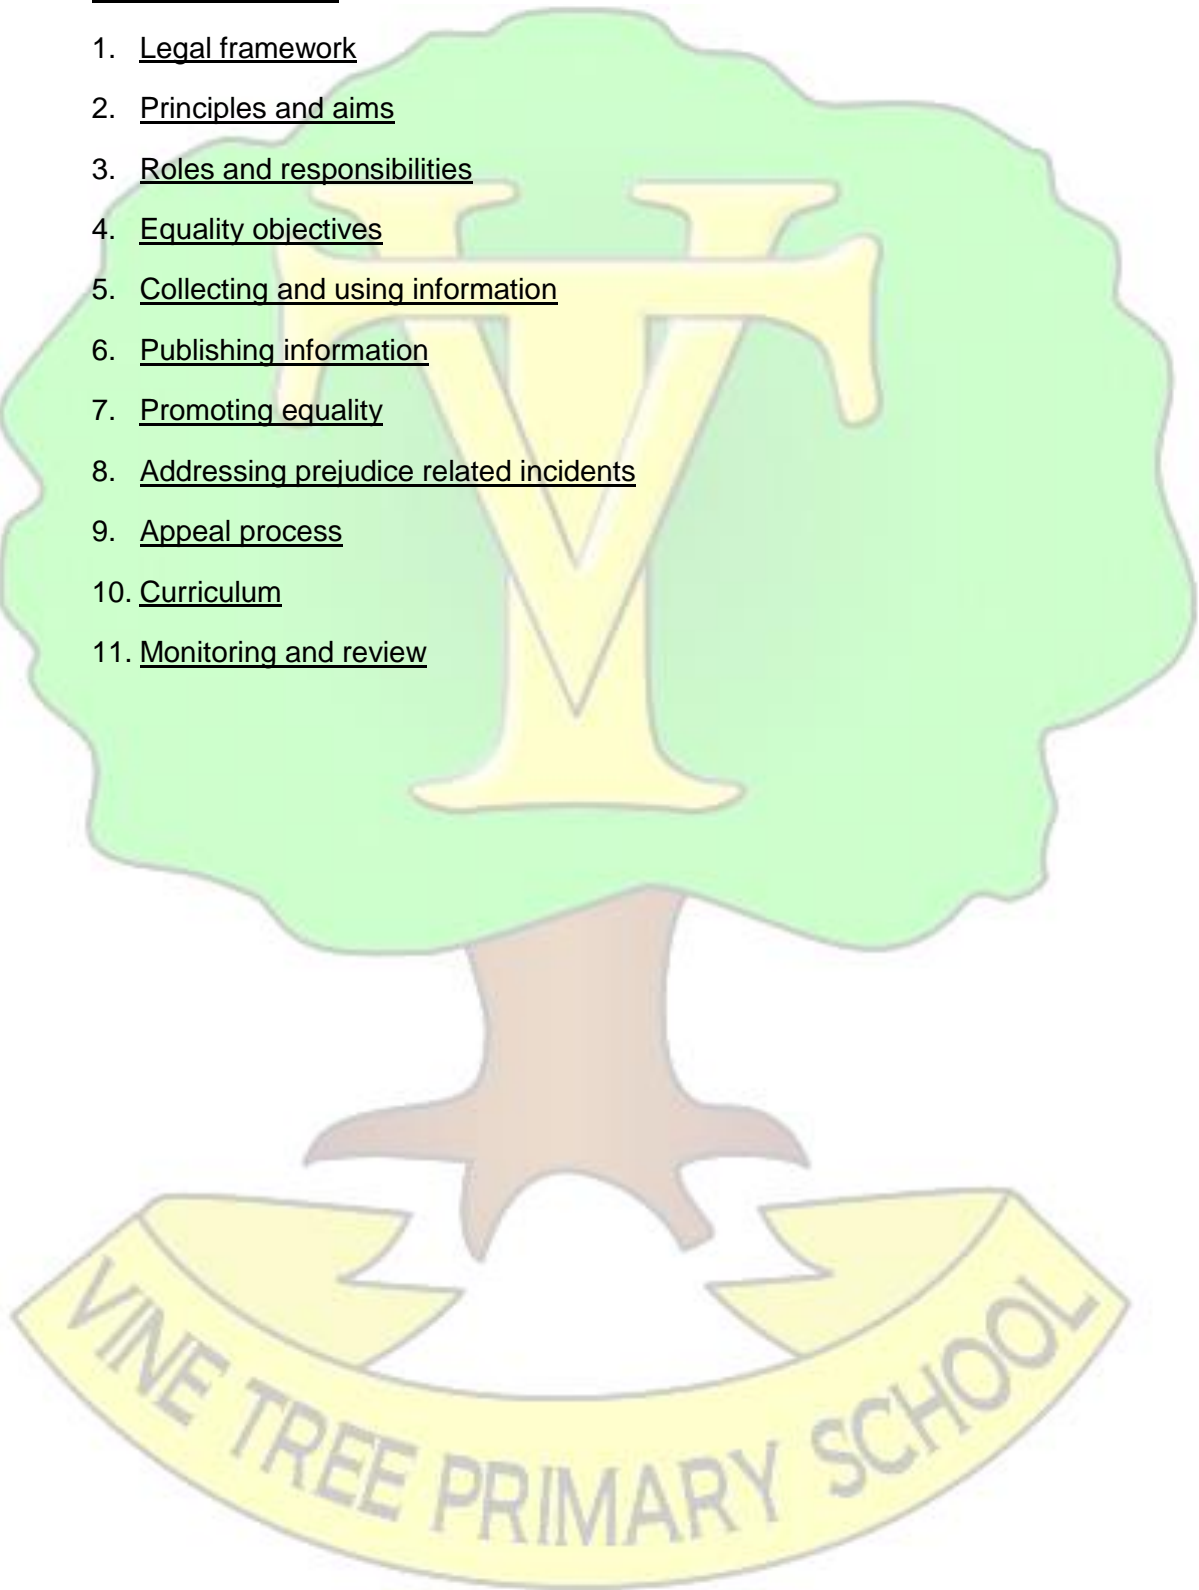 1. Legal framework
2. Principles and aims
3. Roles and responsibilities
4. Equality objectives
5. Collecting and using information
6. Publishing information
7. Promoting equality
8. Addressing prejudice related incidents
9. Appeal process
10. Curriculum
11. Monitoring and review
VT
VINE TREE PRIMARY SCHOOL